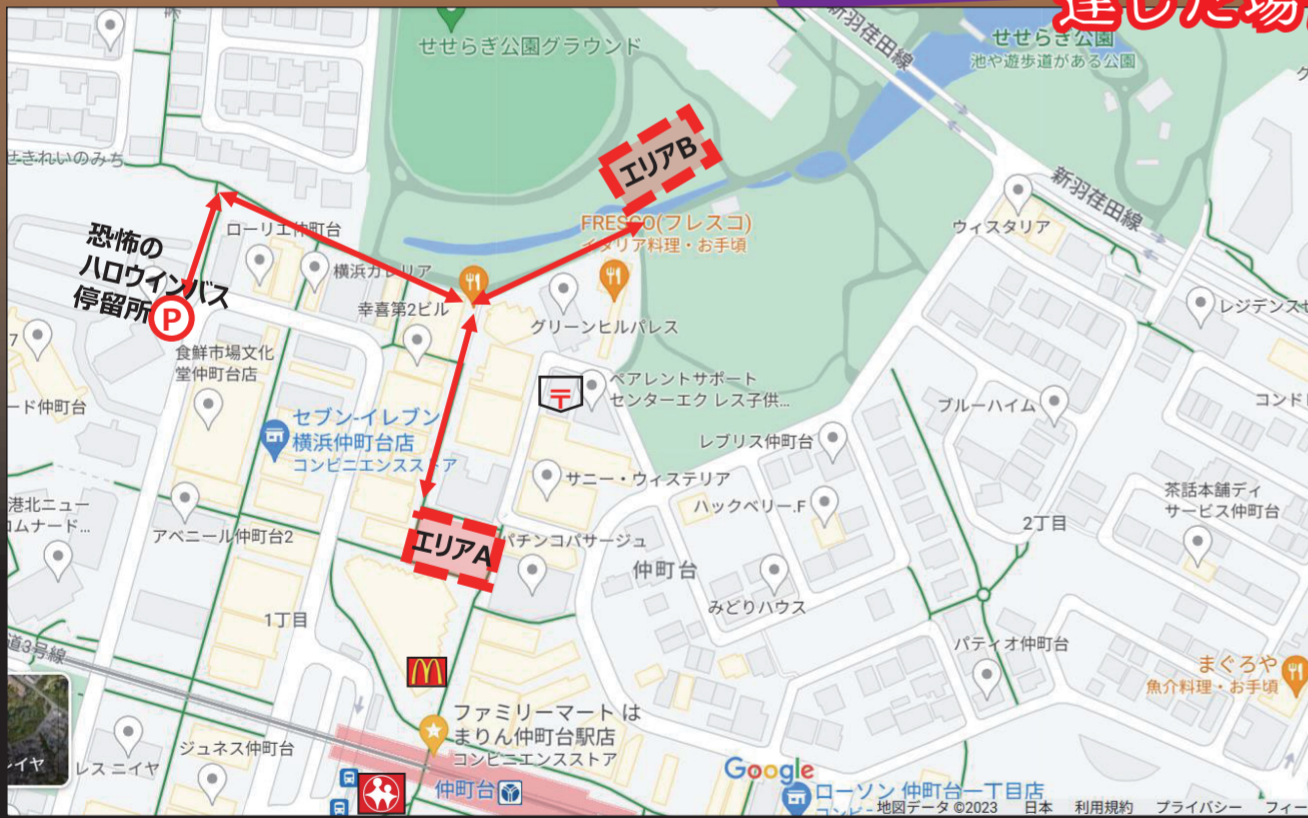 達した場
せせらぎ公園グラウンド
新羽荏田線
せせらぎ公園
池や遊歩道がある公園
せきれいのみち
エリアB
新羽荏田線
恐怖の
ハロウインバス
停留所
P
ローリエ仲町台
横浜ガレリア
幸喜第2ビル
FRESCO(フレスコ)
イタリア料理・お手頃
グリーンヒルパレス
ウィスタリア
レジデンスセ
食鮮市場文化
堂仲町台店
7
ード仲町台
〒
ペアレントサポート
センターエクレス子供...
ブルーハイム
コンド
セブン-イレブン
横浜仲町台店
コンビニエンスストア
レブリス仲町台
サニー・ウィステリア
ハックベリー.F
港北ニュー
コムナード...
アベニール仲町台2
エリアA
パチンコパサージュ
仲町台
2丁目
茶話本舗ディ
サービス仲町台
みどりハウス
1丁目
道3号線
パティオ仲町台
まぐろや
魚介料理・お手頃
M
ファミリーマート は
まりん仲町台駅店
コンビニエンスストア
レイヤ
レスニイヤ
ジュネス仲町台
仲町台
Google
ローソン 仲町台一丁目店
コンビ
地図データ ©2023 日本 利用規約 プライバシー フィー